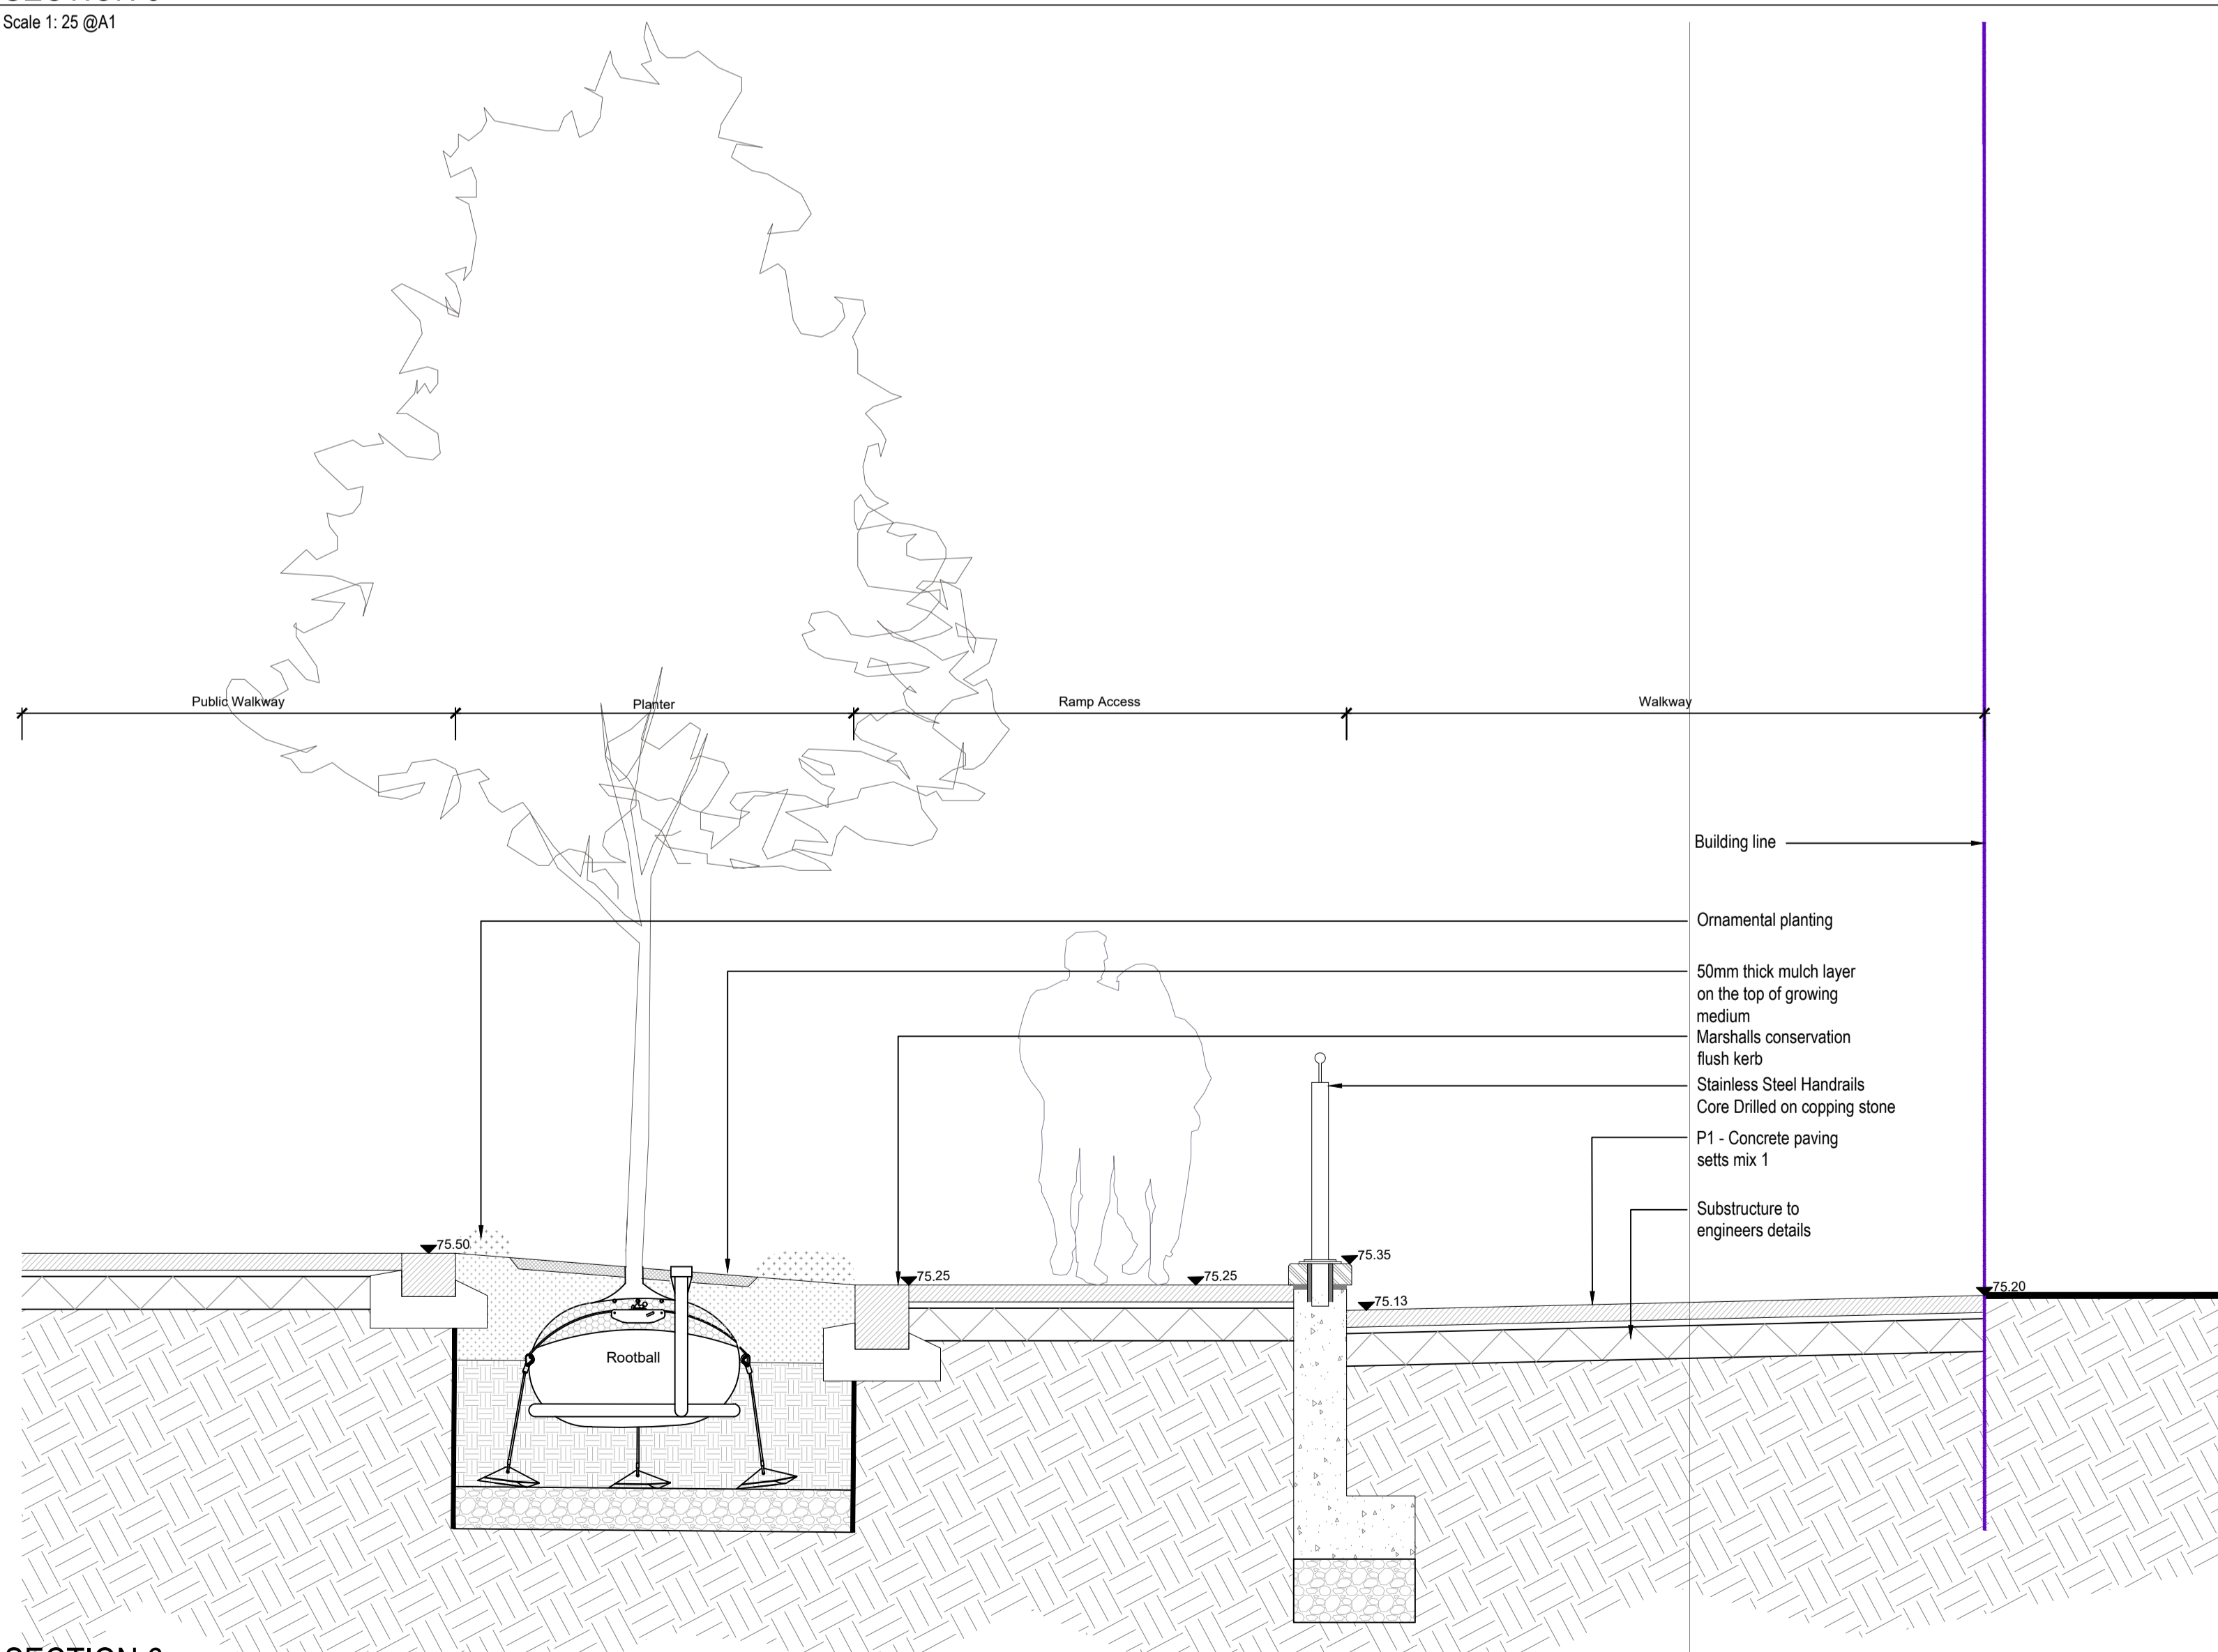 Scale 1: 25 @A1
Public Walkway
Planter
Ramp Access
Walkway
Building line
Ornamental planting
50mm thick mulch layer
on the top of growing
medium
Marshalls conservation
flush kerb
Stainless Steel Handrails
Core Drilled on copping stone
P1 - Concrete paving
setts mix 1
Substructure to
engineers details
75.50
75.25
75.25
75.35
75.13
75.20
Rootball